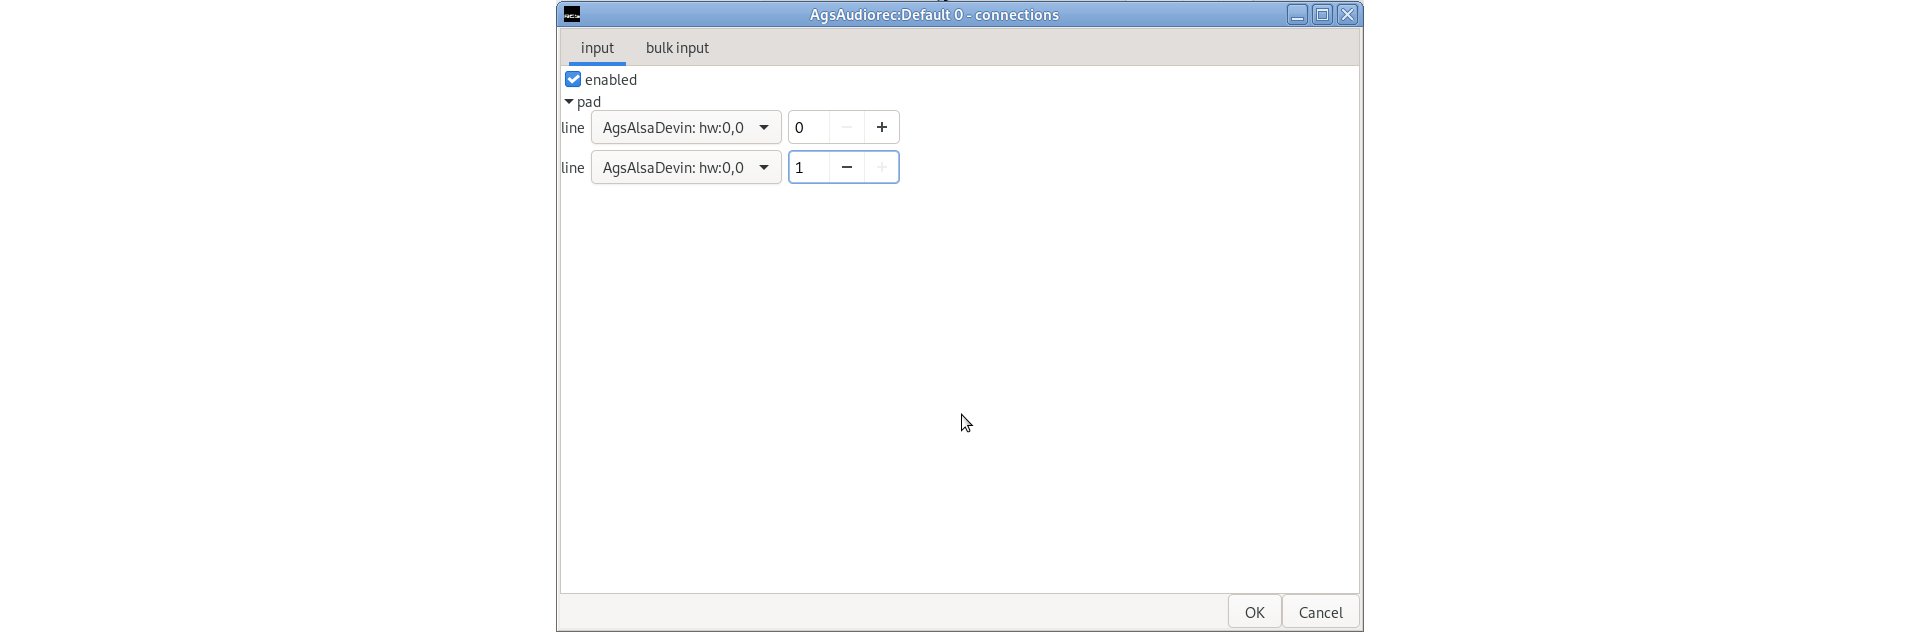 AgsAudiorec:Default 0 - connections
input bulk input
enabled
pad
line AgsAlsaDevin: hw:0,0 0 − +
line AgsAlsaDevin: hw:0,0 1 − +
OK Cancel